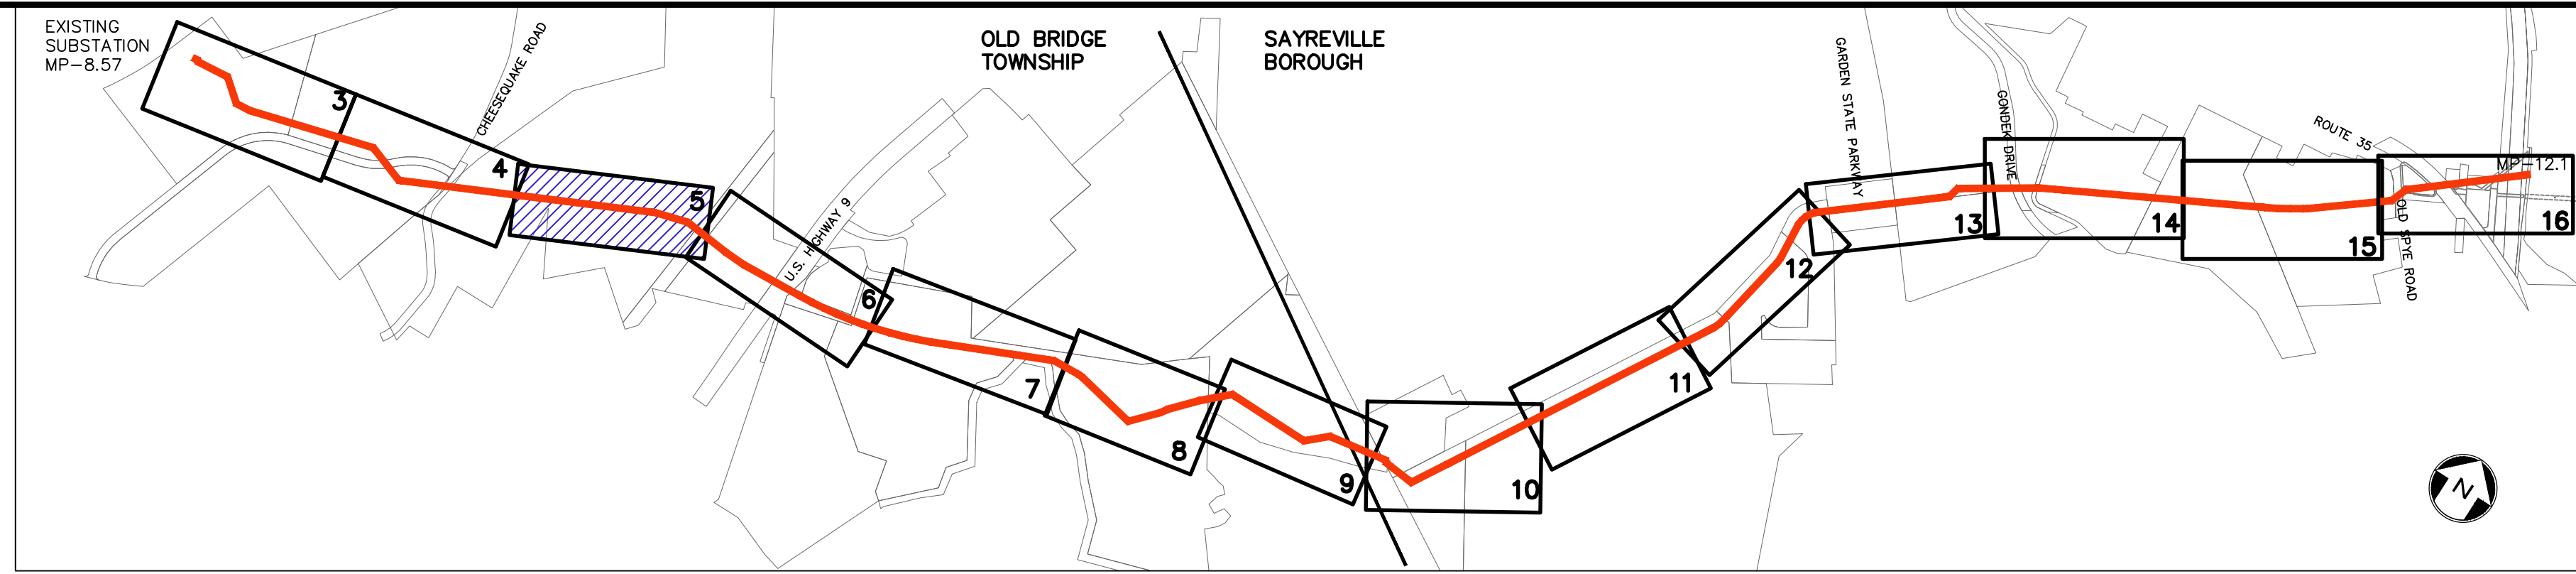 EXISTING
SUBSTATION
MP-8.57
CHEESEQUAKE ROAD
OLD BRIDGE
TOWNSHIP
SAYREVILLE
BOROUGH
GARDEN STATE PARKWAY
GONDEK DRIVE
ROUTE 35
MP-12.1
OLD SPYE ROAD
U.S. HIGHWAY 9
3
4
5
6
7
8
9
10
11
12
13
14
15
16
N